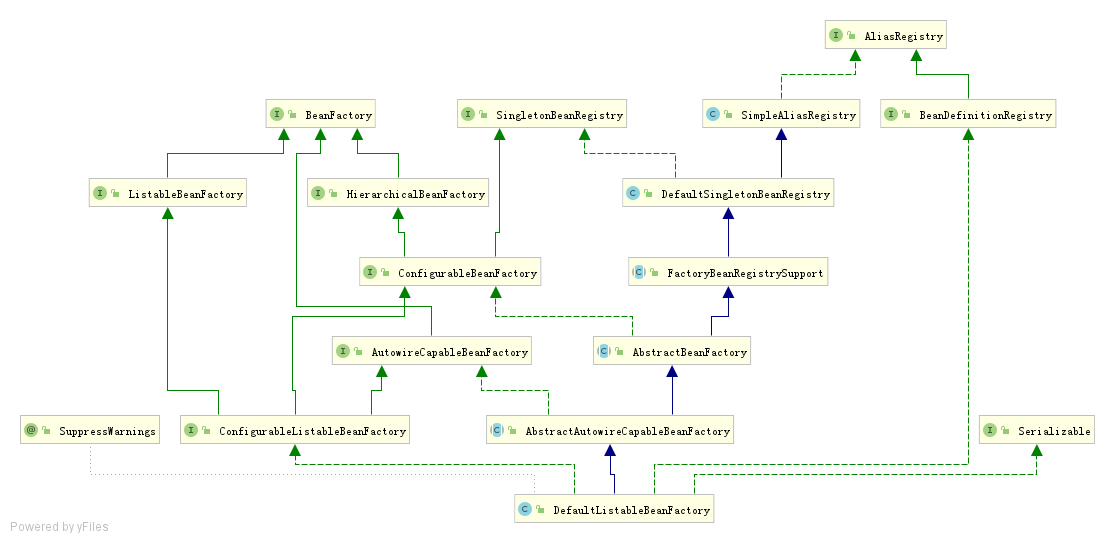 I AliasRegistry
I BeanFactory
I SingletonBeanRegistry
C SimpleAliasRegistry
I BeanDefinitionRegistry
I ListableBeanFactory
I HierarchicalBeanFactory
C DefaultSingletonBeanRegistry
I ConfigurableBeanFactory
C FactoryBeanRegistrySupport
I AutowireCapableBeanFactory
C AbstractBeanFactory
@ SuppressWarnings
I ConfigurableListableBeanFactory
C AbstractAutowireCapableBeanFactory
I Serializable
C DefaultListableBeanFactory
Powered by yFiles